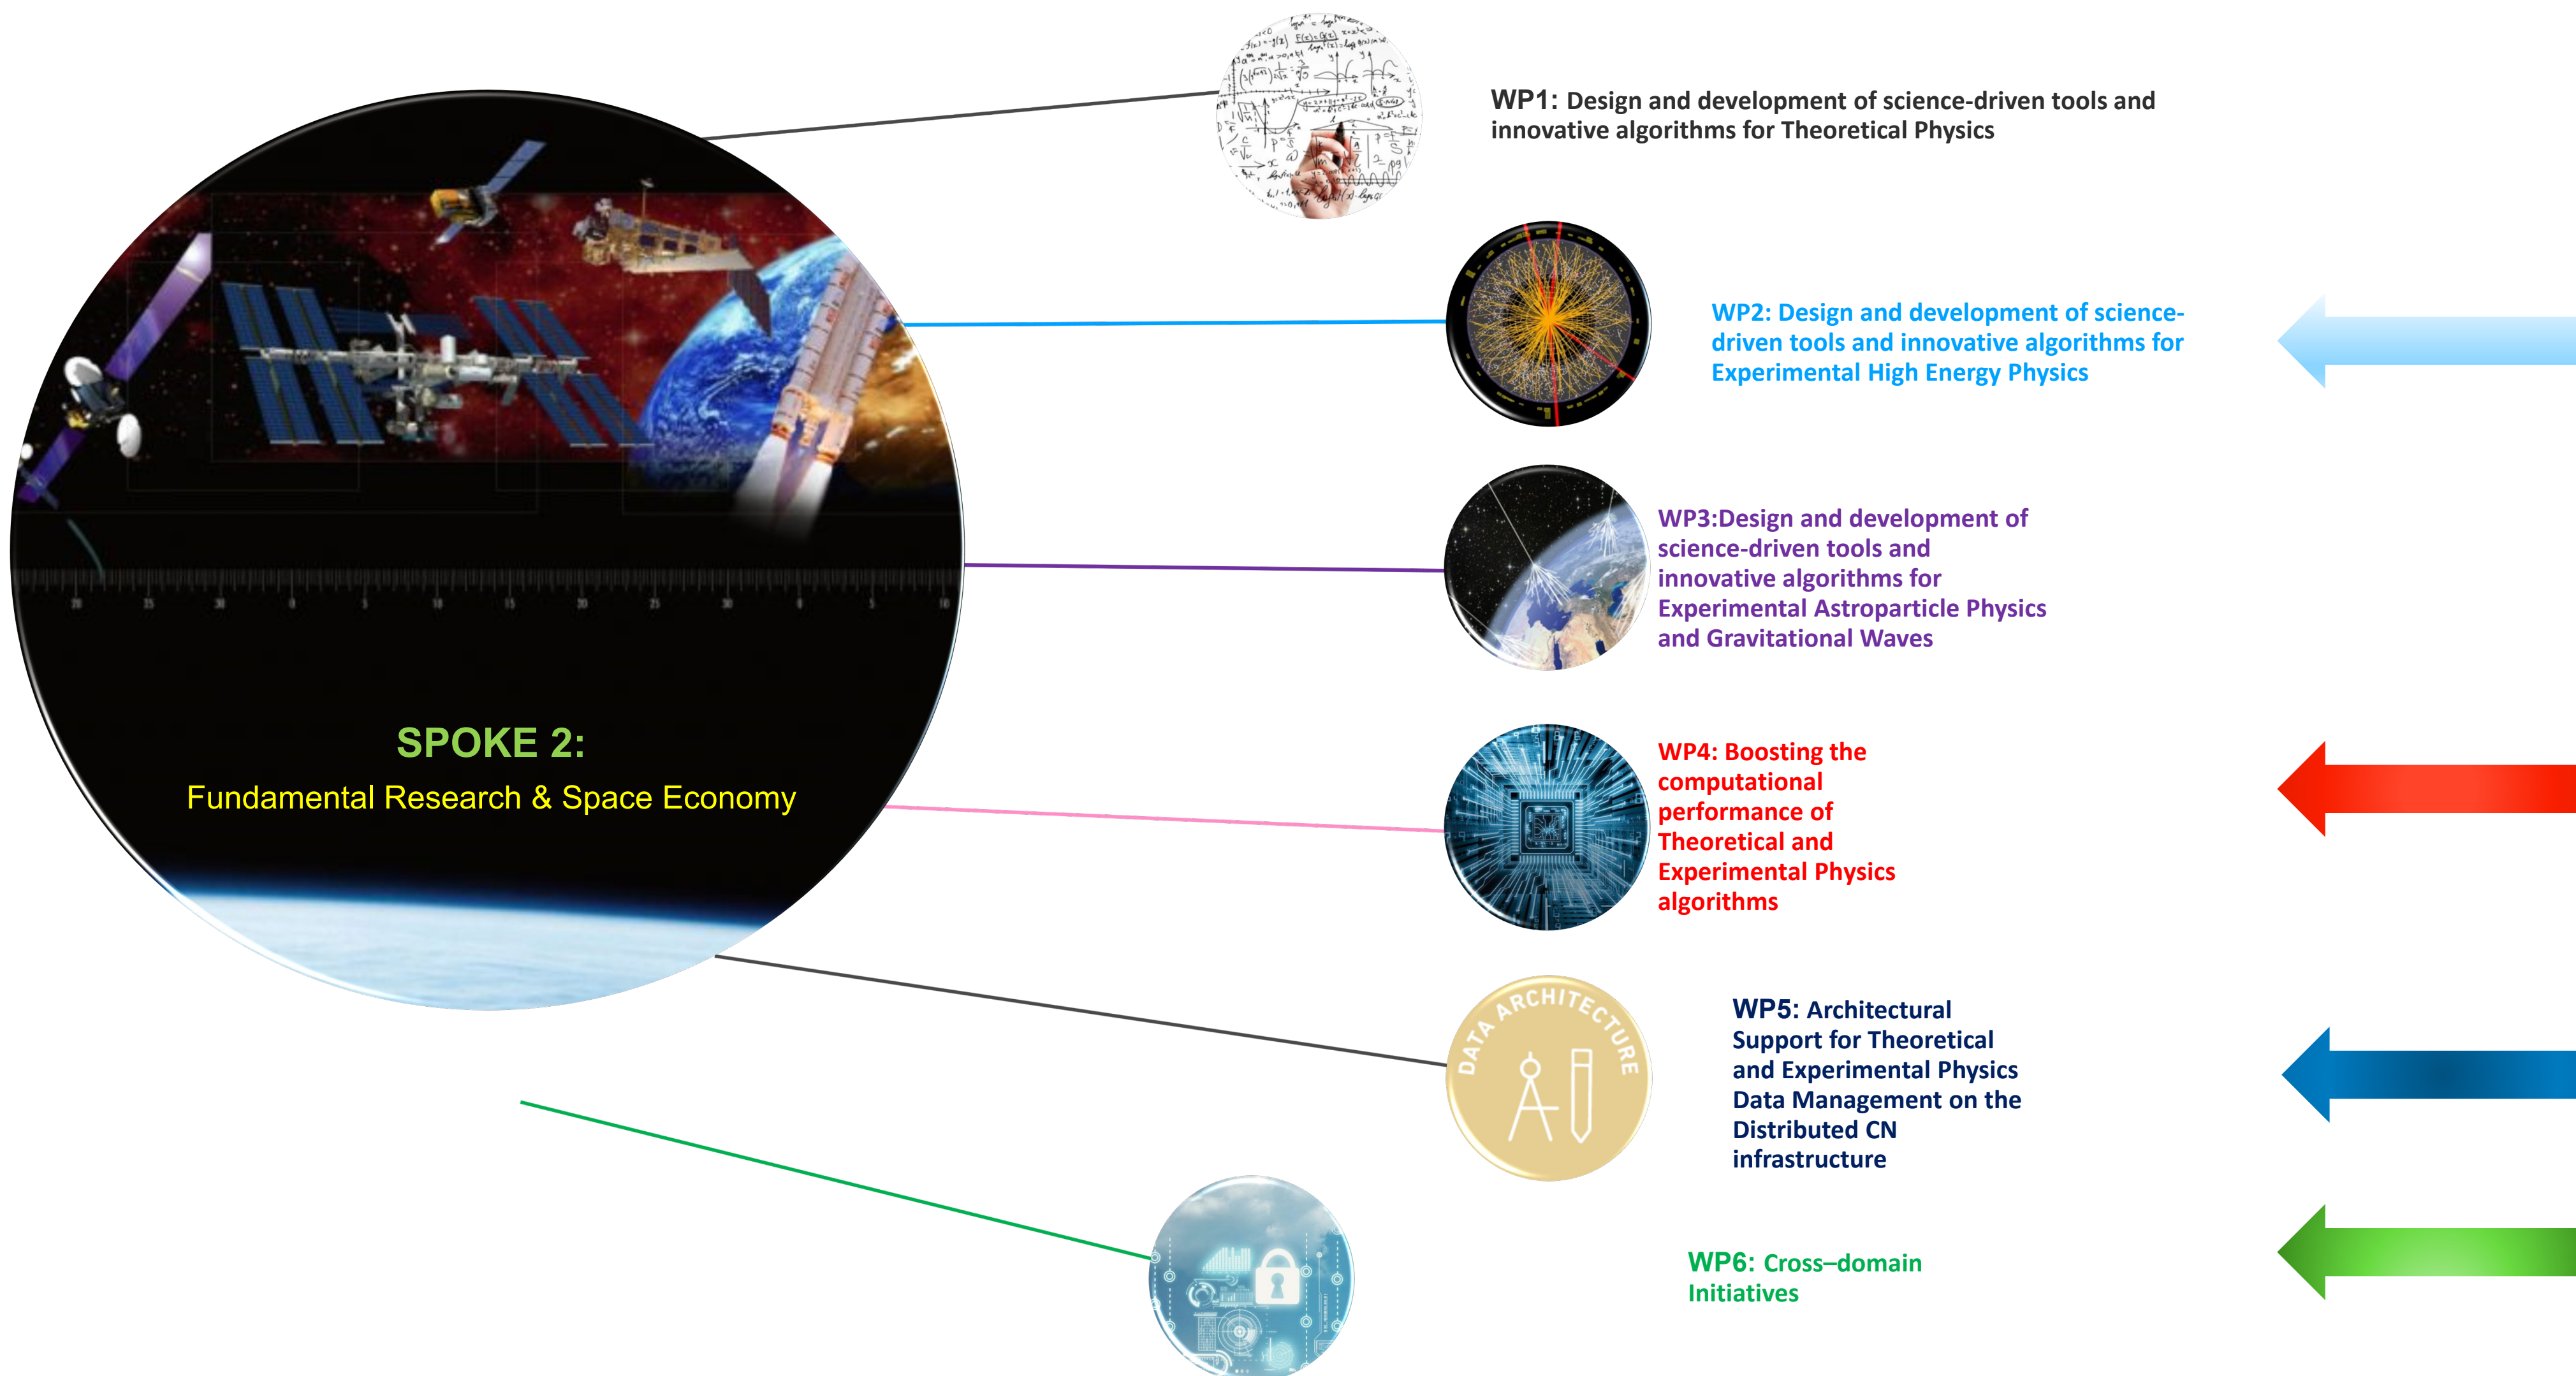 SPOKE 2:
Fundamental Research & Space Economy
WP1: Design and development of science-driven tools and
innovative algorithms for Theoretical Physics
WP2: Design and development of science-
driven tools and innovative algorithms for
Experimental High Energy Physics
WP3:Design and development of
science-driven tools and
innovative algorithms for
Experimental Astroparticle Physics
and Gravitational Waves
WP4: Boosting the
computational
performance of
Theoretical and
Experimental Physics
algorithms
DATA ARCHITECTURE
WP5: Architectural
Support for Theoretical
and Experimental Physics
Data Management on the
Distributed CN
infrastructure
WP6: Cross–domain
Initiatives